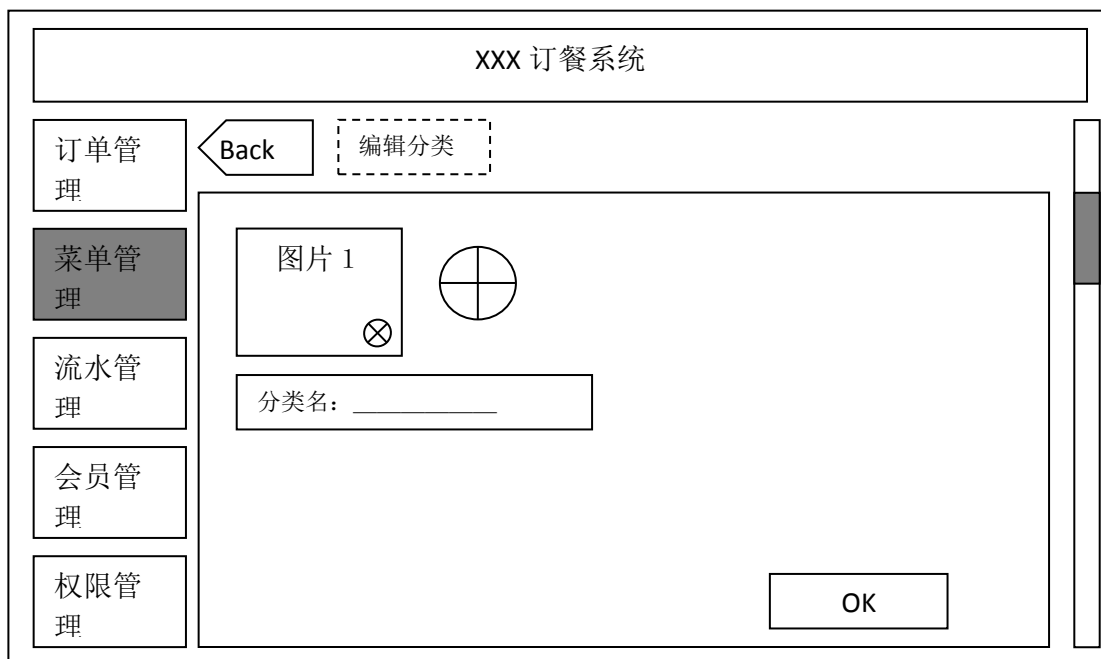 XXX 订餐系统
订单管
理
Back
编辑分类
菜单管
理
图片 1
流水管
理
分类名：____________
会员管
理
权限管
理
OK